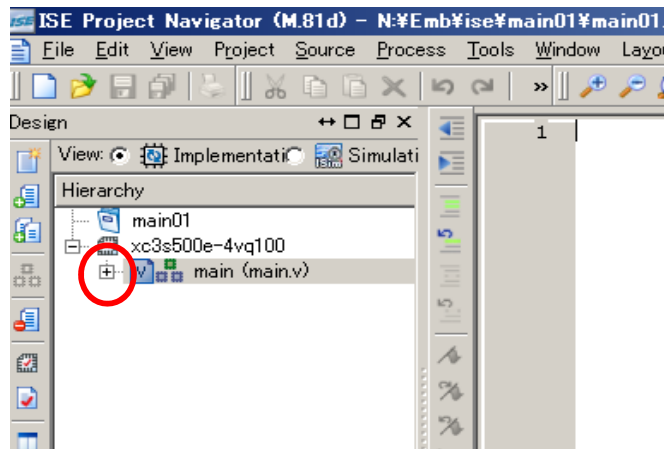 ISE ISE Project Navigator (M.81d) - N:¥Emb¥ise¥main01¥main01.
File Edit View Project Source Process Tools Window Layou
»
Design
View: Implementati Simulati
Hierarchy
main01
xc3s500e-4vq100
main (main.v)
1